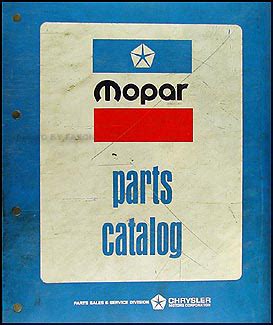 Mopar
parts
catalog
PARTS SALES & SERVICE DIVISION
CHRYSLER
MOTORS CORPORATION